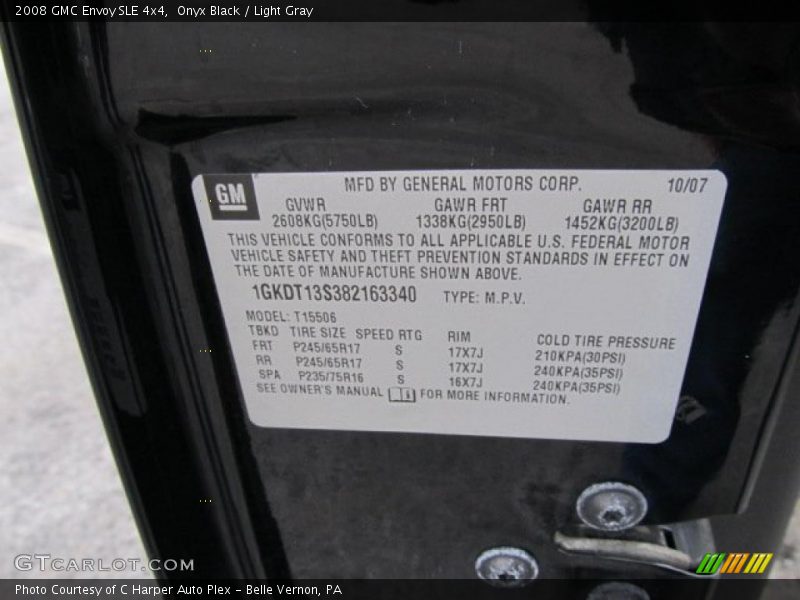 2008 GMC Envoy SLE 4x4,  Onyx Black / Light Gray
GM
MFD BY GENERAL MOTORS CORP. 10/07
GVWR GAWR FRT GAWR RR
2608KG(5750LB) 1338KG(2950LB) 1452KG(3200LB)
THIS VEHICLE CONFORMS TO ALL APPLICABLE U.S. FEDERAL MOTOR
VEHICLE SAFETY AND THEFT PREVENTION STANDARDS IN EFFECT ON
THE DATE OF MANUFACTURE SHOWN ABOVE.
1GKDT13S382163340 TYPE: M.P.V.
MODEL: T15506
TBKD TIRE SIZE SPEED RTG RIM COLD TIRE PRESSURE
FRT P245/65R17 S 17X7J 210KPA(30PSI)
RR P245/65R17 S 17X7J 240KPA(35PSI)
SPA P235/75R16 S 16X7J 240KPA(35PSI)
SEE OWNER'S MANUAL FOR MORE INFORMATION.
GTCARLOT.COM
Photo Courtesy of C Harper Auto Plex – Belle Vernon, PA